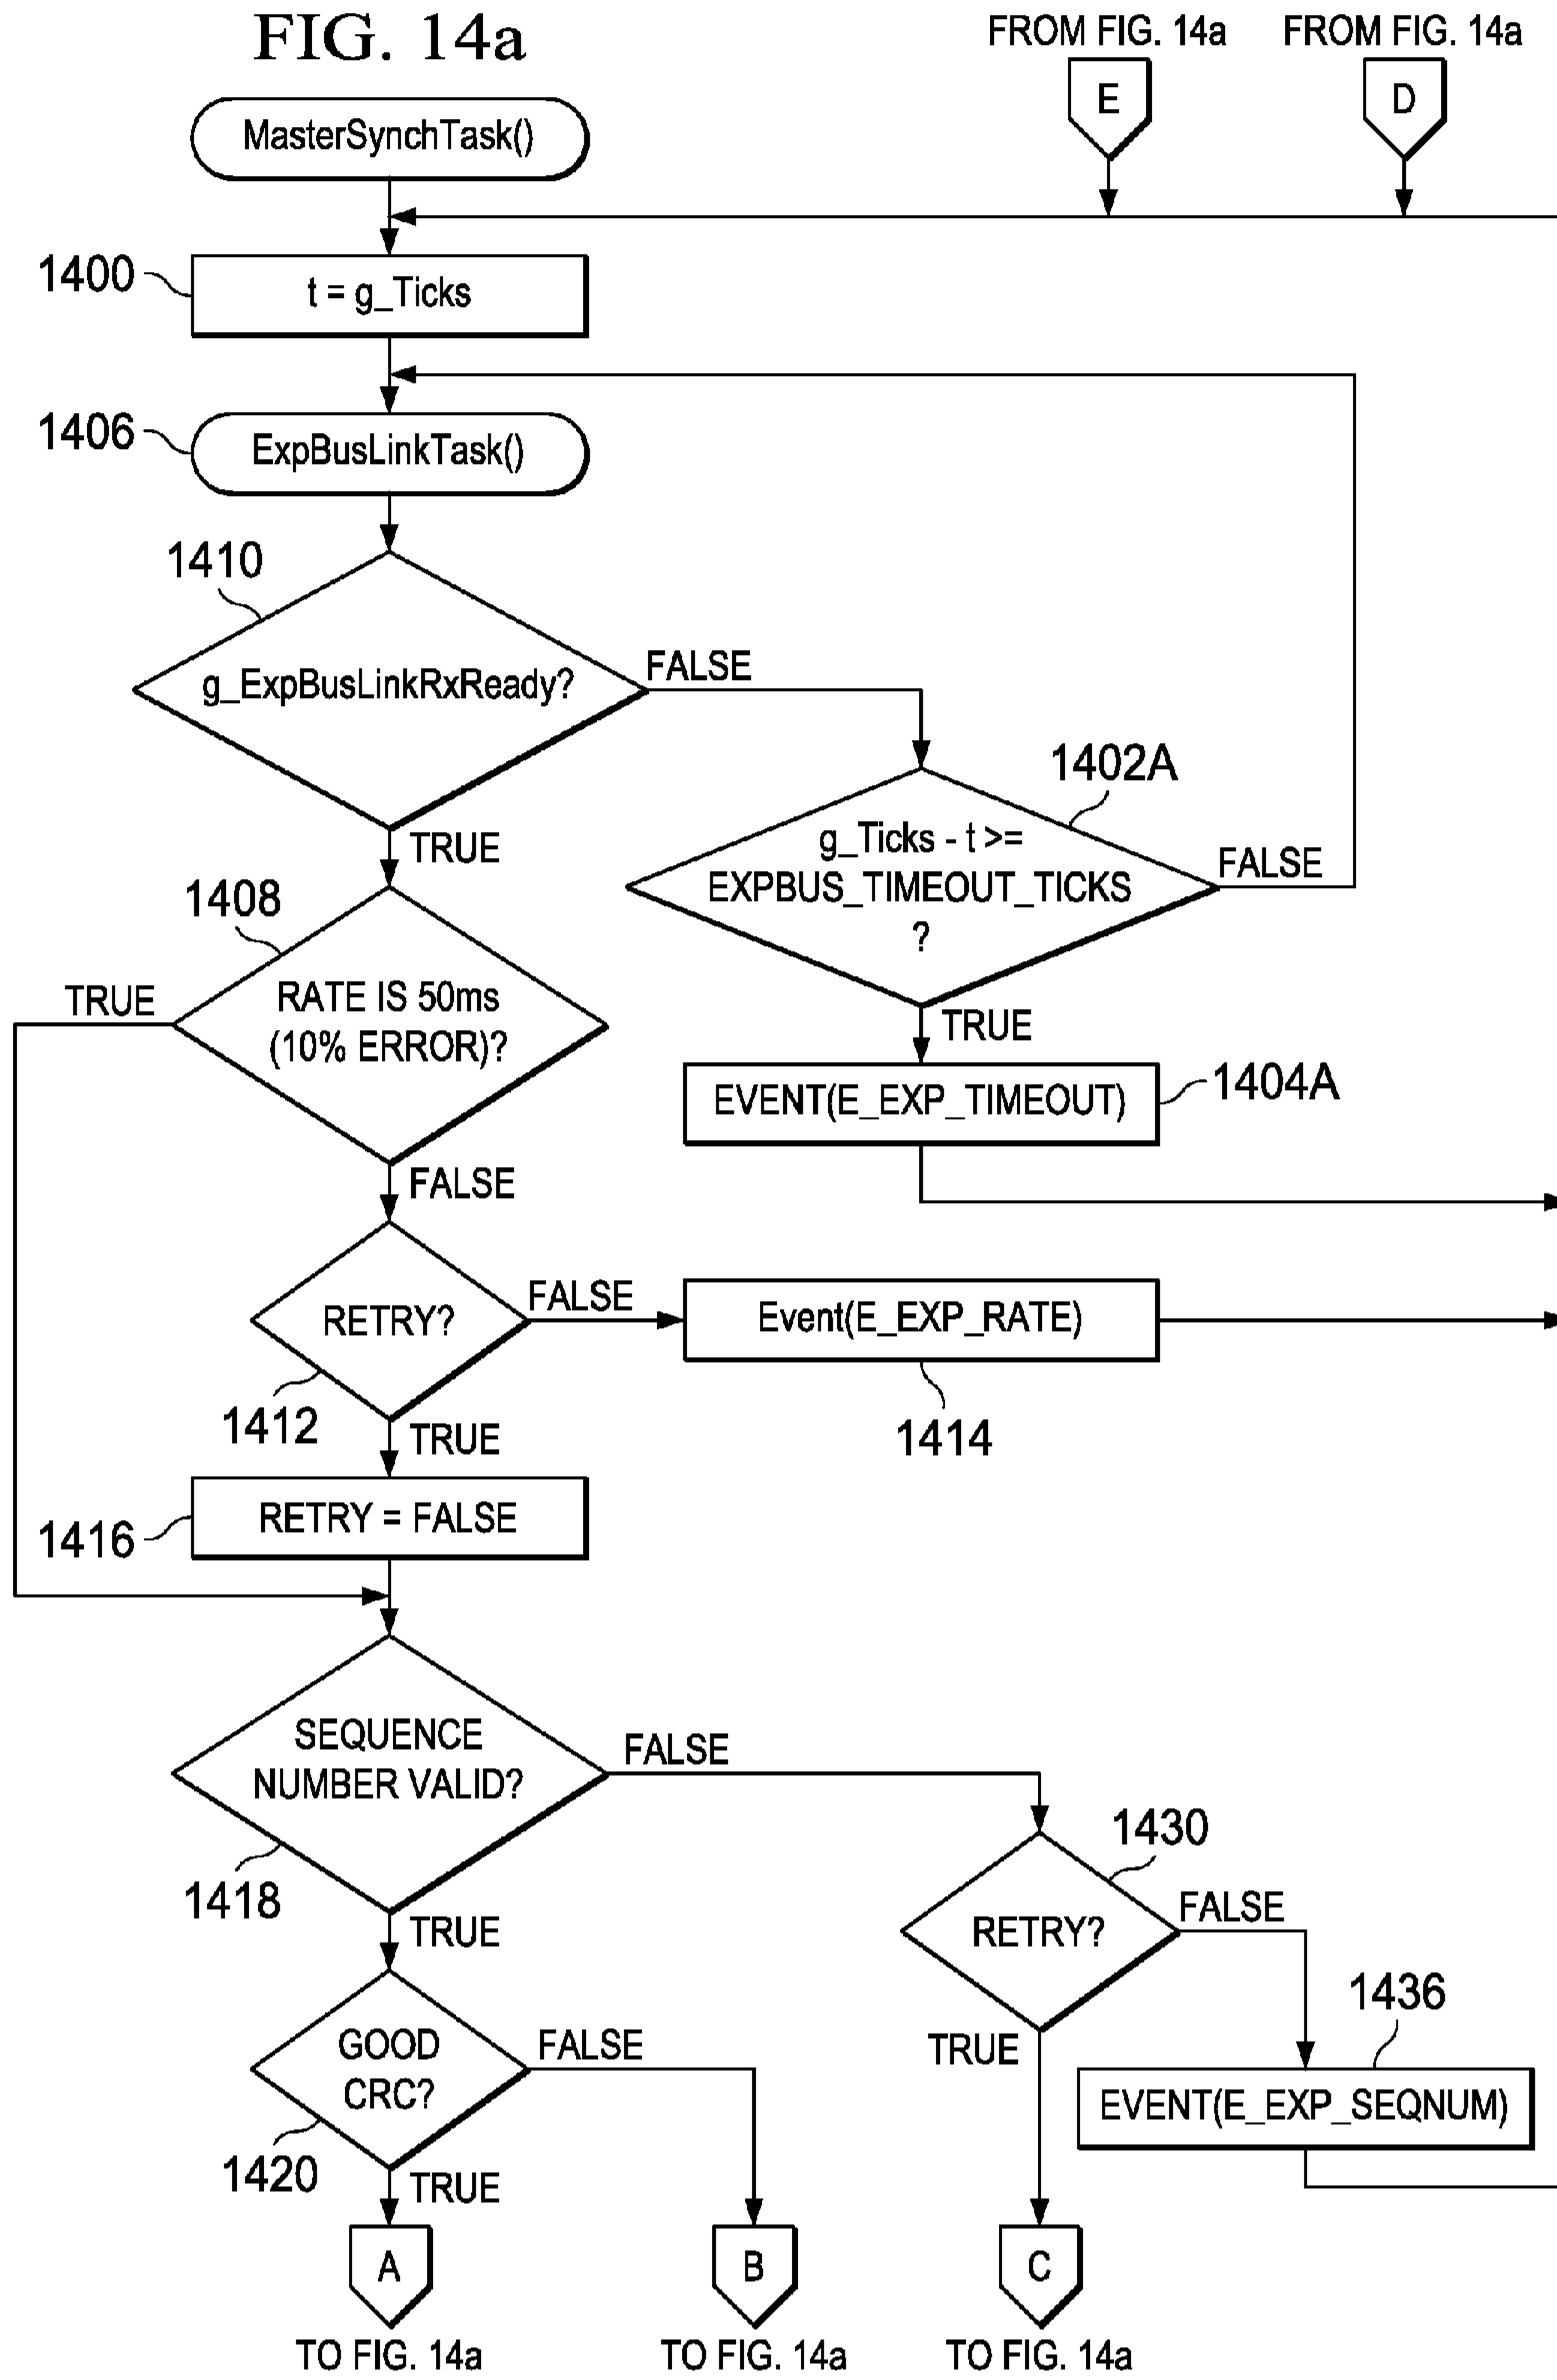 FIG. 14a
FROM FIG. 14a
FROM FIG. 14a
E
D
MasterSynchTask()
1400
t = g_Ticks
1406
ExpBusLinkTask()
1410
g_ExpBusLinkRxReady?
FALSE
TRUE
1402A
g_Ticks - t >=
EXPBUS_TIMEOUT_TICKS
?
FALSE
TRUE
1408
TRUE
RATE IS 50ms
(10% ERROR)?
FALSE
EVENT(E_EXP_TIMEOUT)
1404A
RETRY?
FALSE
1412
TRUE
Event(E_EXP_RATE)
1414
1416
RETRY = FALSE
SEQUENCE
NUMBER VALID?
FALSE
1418
TRUE
1430
RETRY?
FALSE
TRUE
1436
EVENT(E_EXP_SEQNUM)
GOOD
CRC?
FALSE
1420
TRUE
A
B
C
TO FIG. 14a
TO FIG. 14a
TO FIG. 14a